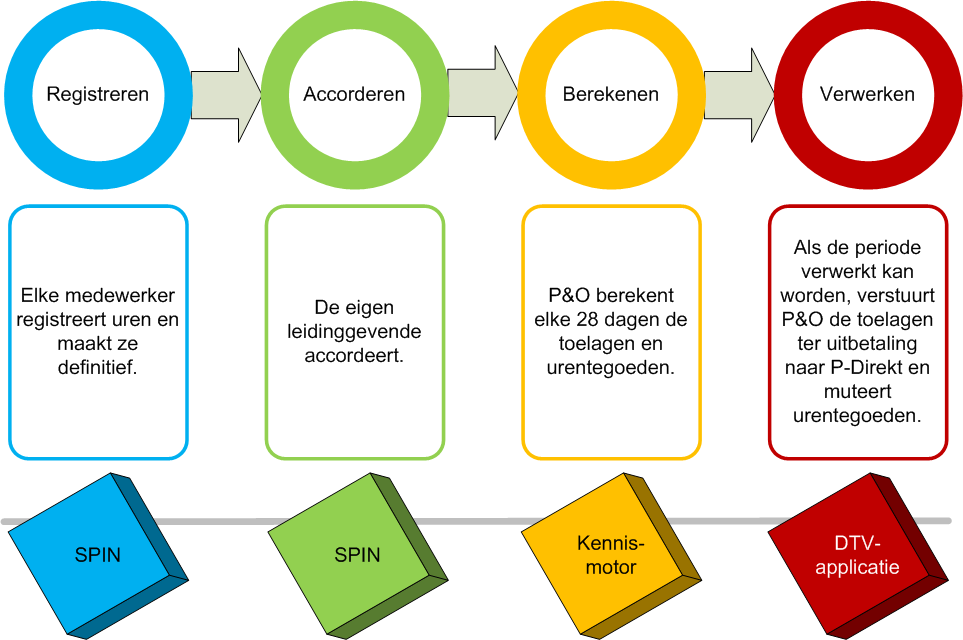 Registreren
Accorderen
Berekenen
Verwerken
Elke medewerker
registreert uren en
maakt ze
definitief.
De eigen
leidinggevende
accordeert.
P&O berekent
elke 28 dagen de
toelagen en
urentegoeden.
Als de periode
verwerkt kan
worden, verstuurt
P&O de toelagen
ter uitbetaling
naar P-Direkt en
muteert
urentegoeden.
SPIN
SPIN
Kennis-
motor
DTV-
applicatie